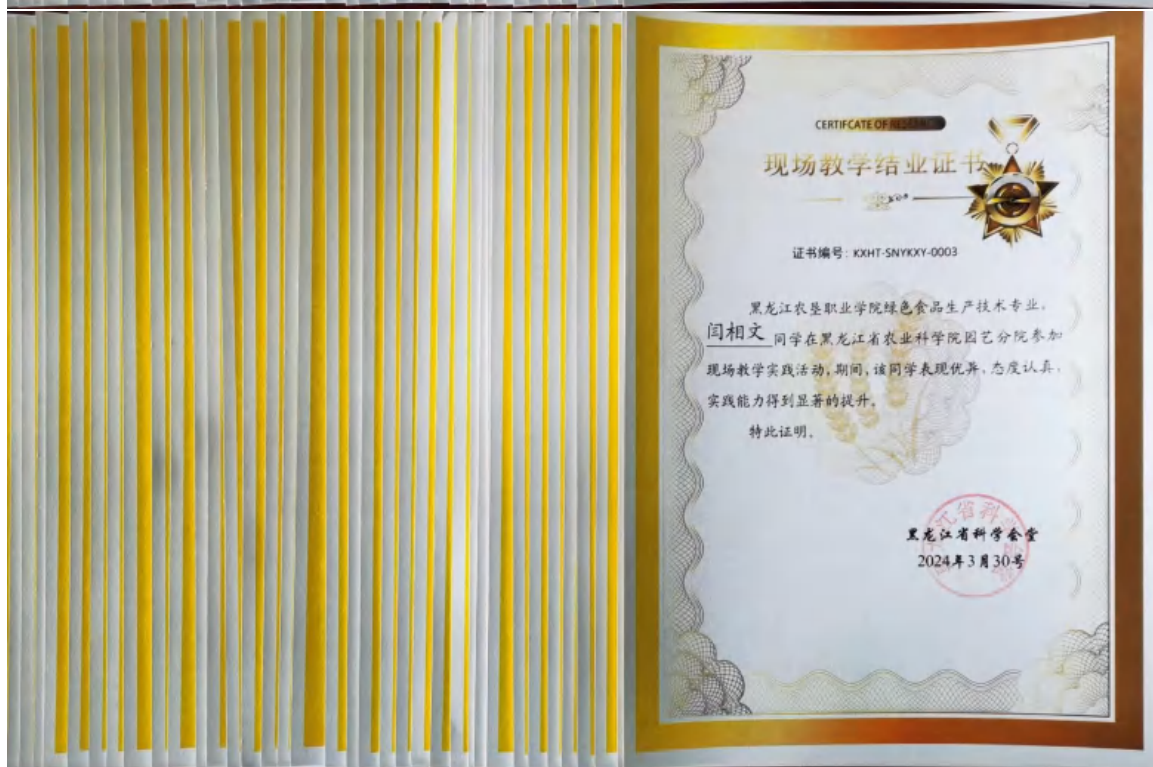 CERTIFCATE OF
现场教学结业证书
证书编号：KXHT-SNYKXY-0003
黑龙江农垦职业学院绿色食品生产技术专业，
闫相文 同学在黑龙江省农业科学院园艺分院参加
现场教学实践活动，期间，该同学表现优异，态度认真，
实践能力得到显著的提升。
特此证明。
黑龙江省科学会堂
2024年3月30号